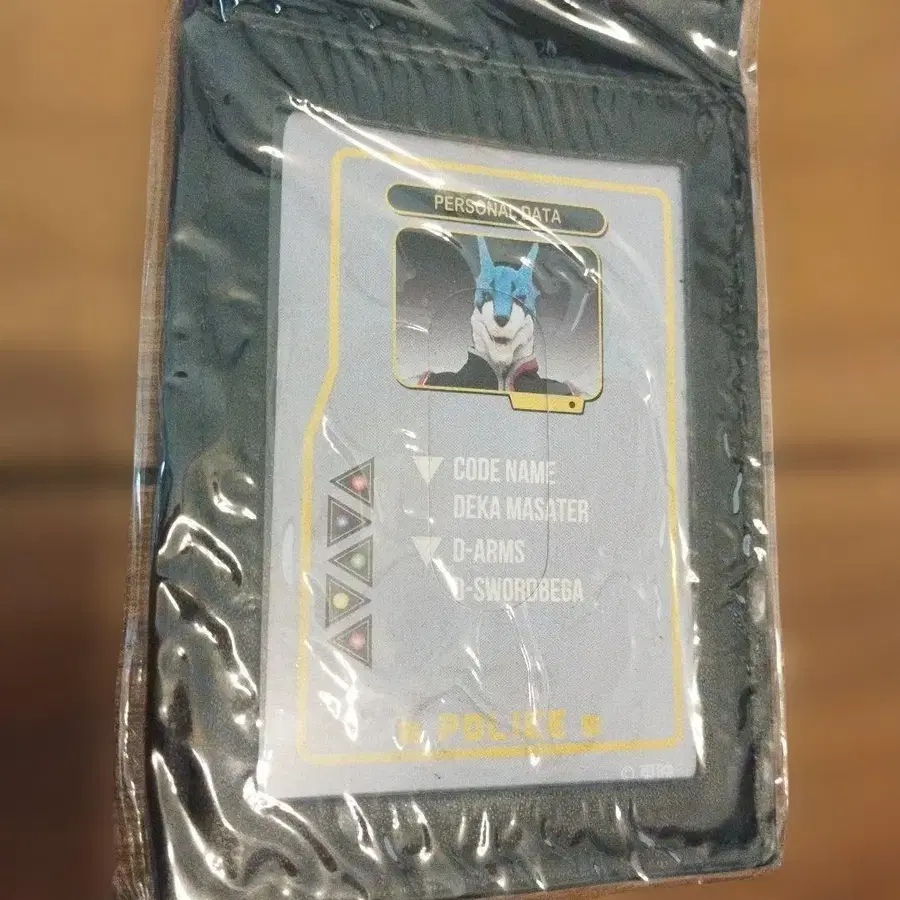 PERSONAL DATA
CODE NAME
DEKA MASATER
D-ARMS
D-SWORDBEGA
POLICE
©